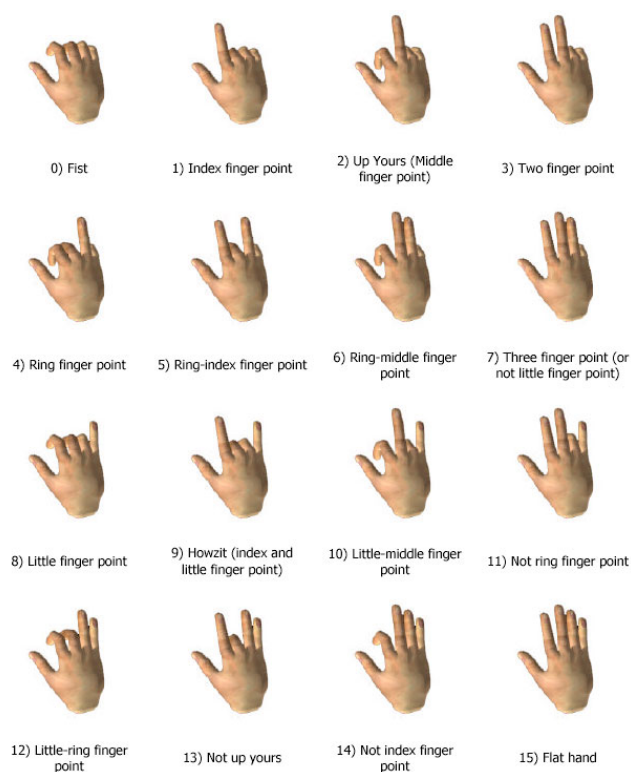 0) Fist
1) Index finger point
2) Up Yours (Middle
finger point)
3) Two finger point
4) Ring finger point
5) Ring-index finger point
6) Ring-middle finger
point
7) Three finger point (or
not little finger point)
8) Little finger point
9) Howzit (index and
little finger point)
10) Little-middle finger
point
11) Not ring finger point
12) Little-ring finger
point
13) Not up yours
14) Not index finger
point
15) Flat hand